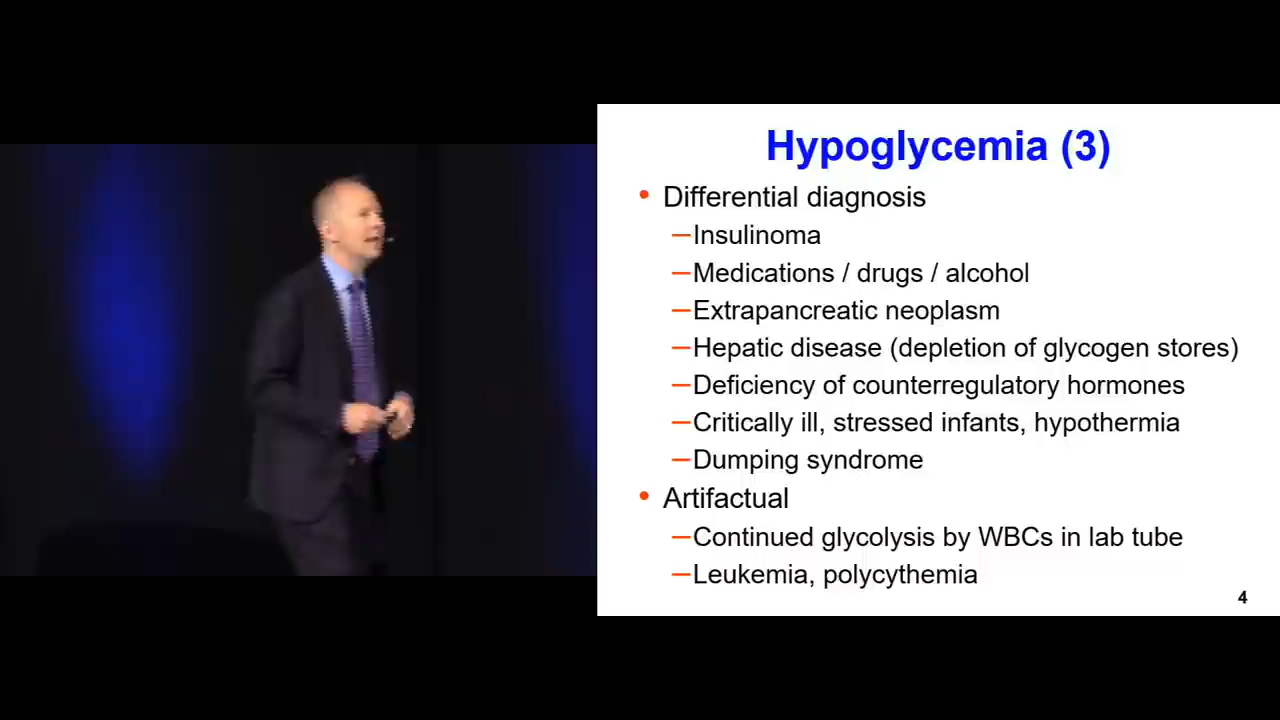 Hypoglycemia (3)
• Differential diagnosis
–Insulinoma
–Medications / drugs / alcohol
–Extrapancreatic neoplasm
–Hepatic disease (depletion of glycogen stores)
–Deficiency of counterregulatory hormones
–Critically ill, stressed infants, hypothermia
–Dumping syndrome
• Artifactual
–Continued glycolysis by WBCs in lab tube
–Leukemia, polycythemia
4